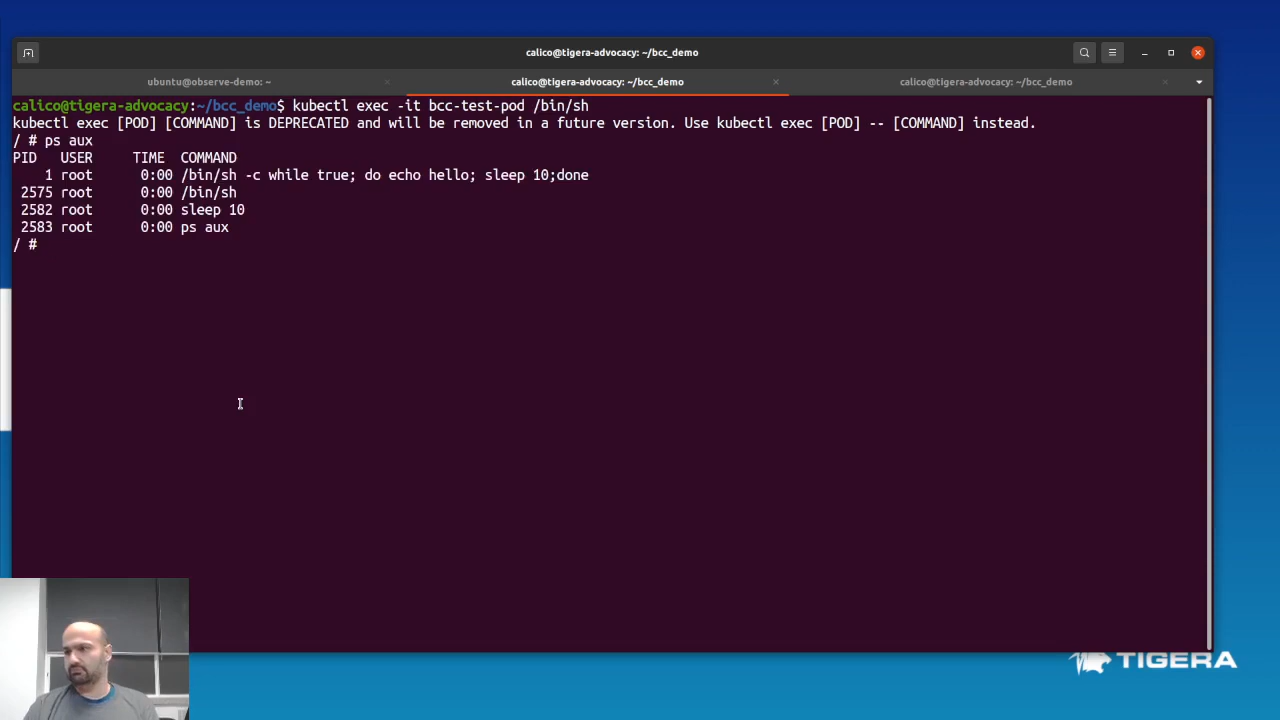 calico@tigera-advocacy: ~/bcc_demo
ubuntu@observe-demo: ~
calico@tigera-advocacy: ~/bcc_demo
calico@tigera-advocacy: ~/bcc_demo
calico@tigera-advocacy:~/bcc_demo$ kubectl exec -it bcc-test-pod /bin/sh
kubectl exec [POD] [COMMAND] is DEPRECATED and will be removed in a future version. Use kubectl exec [POD] -- [COMMAND] instead.
/ # ps aux
PID   USER     TIME  COMMAND
    1 root      0:00 /bin/sh -c while true; do echo hello; sleep 10;done
 2575 root      0:00 /bin/sh
 2582 root      0:00 sleep 10
 2583 root      0:00 ps aux
/ #
TIGERA